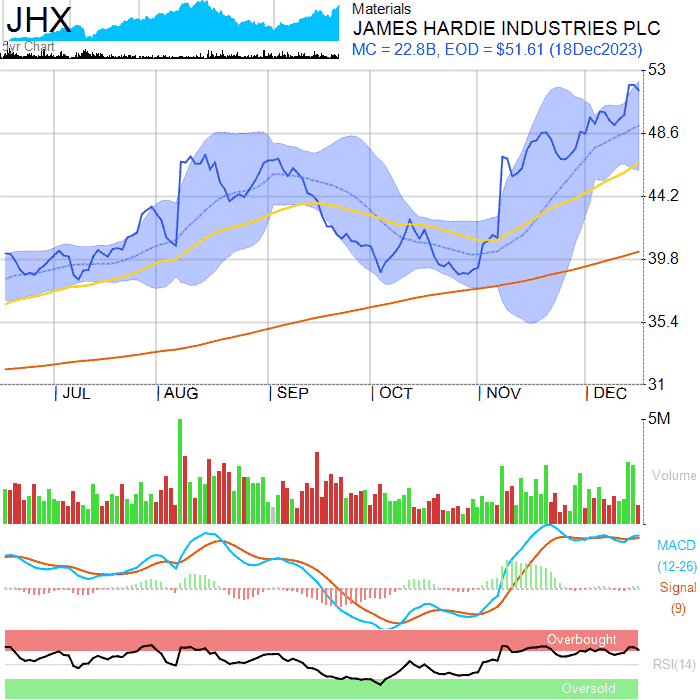 JHX
5yr Chart
Materials
JAMES HARDIE INDUSTRIES PLC
MC = 22.8B, EOD = $51.61 (18Dec2023)
53
48.6
44.2
39.8
35.4
31
JUL AUG SEP OCT NOV DEC
5M
Volume
MACD
(12-26)
Signal
(9)
Overbought
RSI(14)
Oversold